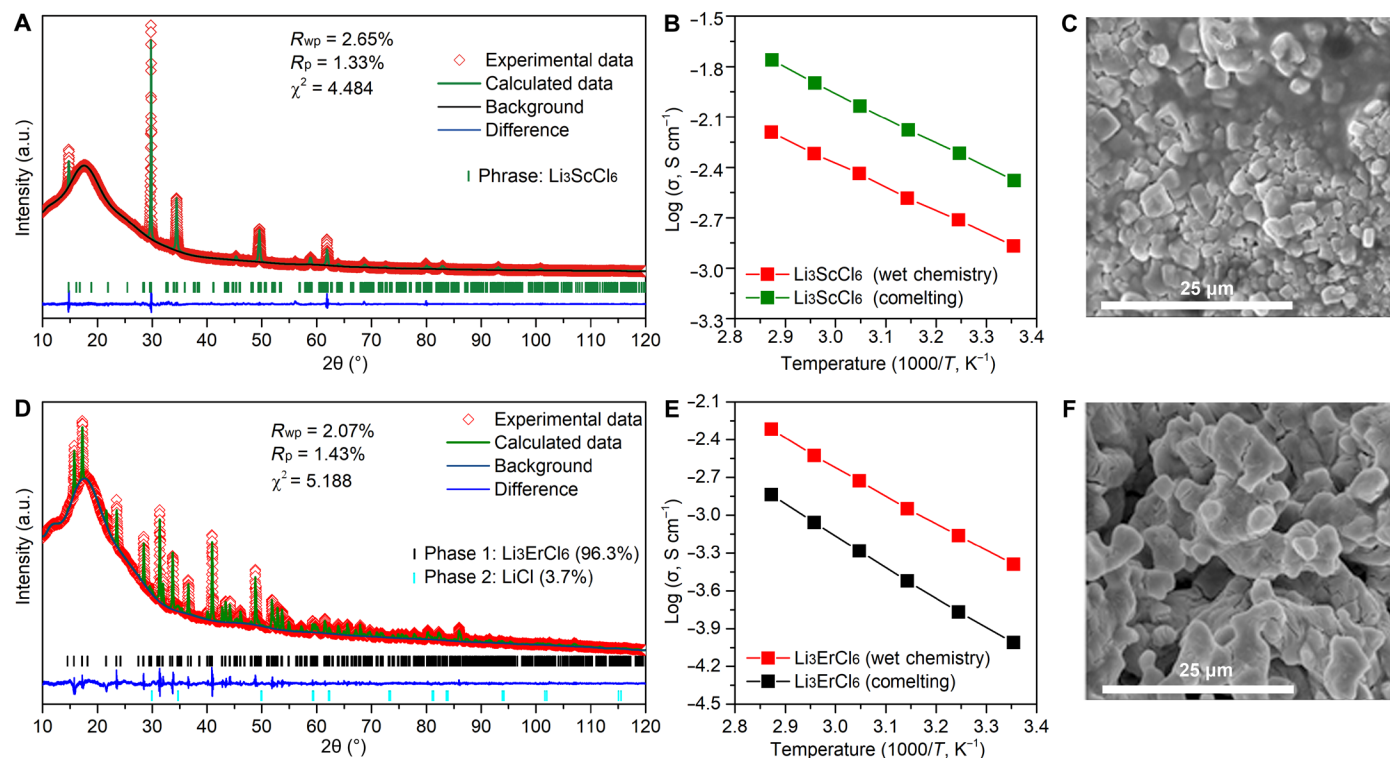 A
Rwp = 2.65%
Rp = 1.33%
χ² = 4.484
Experimental data
Calculated data
Background
Difference
Phrase: Li₃ScCl₆
Intensity (a.u.)
10 20 30 40 50 60 70 80 90 100 110 120
2θ (°)
B
−1.5
−1.8
−2.1
−2.4
−2.7
−3.0
−3.3
Log (σ, S cm⁻¹)
Li₃ScCl₆ (wet chemistry)
Li₃ScCl₆ (comelting)
2.8 2.9 3.0 3.1 3.2 3.3 3.4
Temperature (1000/T, K⁻¹)
C
25 µm
D
Rwp = 2.07%
Rp = 1.43%
χ² = 5.188
Experimental data
Calculated data
Background
Difference
Phase 1: Li₃ErCl₆ (96.3%)
Phase 2: LiCl (3.7%)
Intensity (a.u.)
10 20 30 40 50 60 70 80 90 100 110 120
2θ (°)
E
−2.1
−2.4
−2.7
−3.0
−3.3
−3.6
−3.9
−4.2
−4.5
Log (σ, S cm⁻¹)
Li₃ErCl₆ (wet chemistry)
Li₃ErCl₆ (comelting)
2.8 2.9 3.0 3.1 3.2 3.3 3.4
Temperature (1000/T, K⁻¹)
F
25 µm